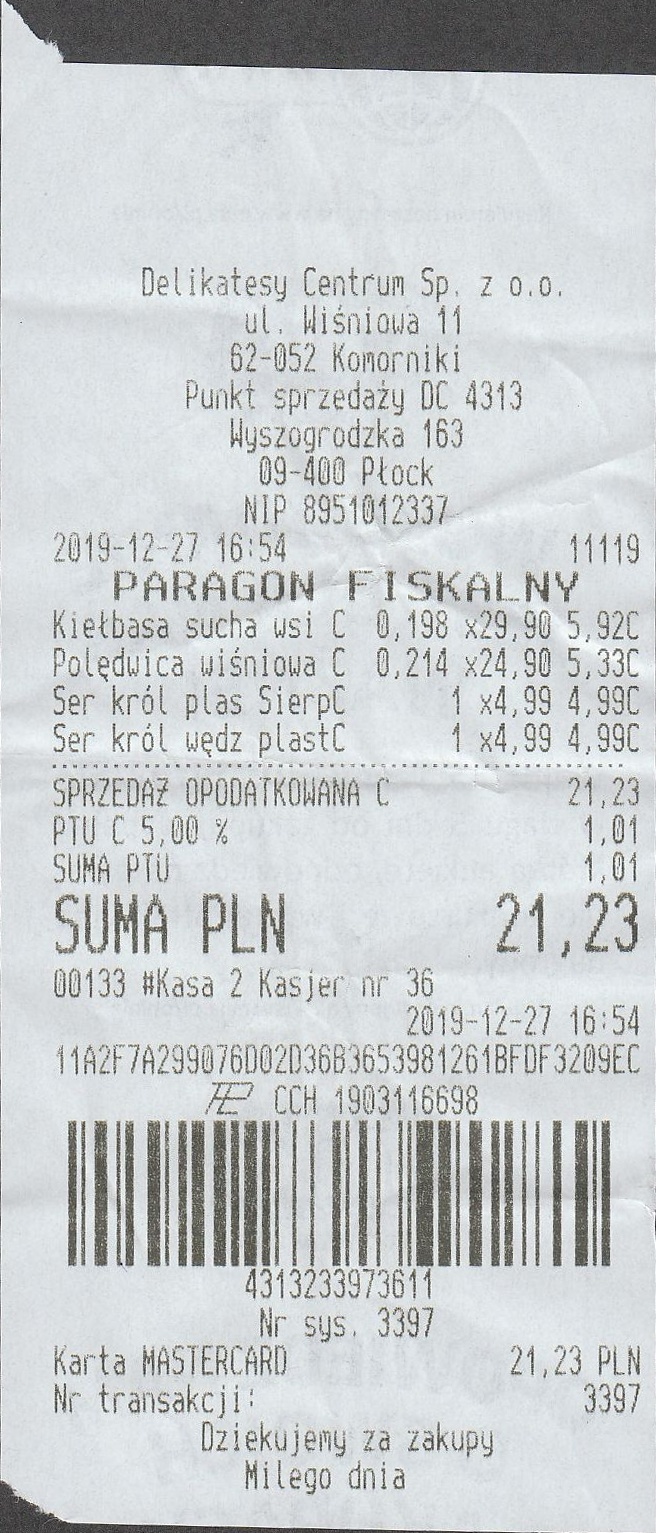 Delikatesy Centrum Sp. z o.o.
ul. Wiśniowa 11
62-052 Komorniki
Punkt sprzedaży DC 4313
Wyszogrodzka 163
09-400 Płock
NIP 8951012337
2019-12-27 16:54 11119
PARAGON FISKALNY
Kiełbasa sucha wsi C 0,198 x29,90 5,92C
Polędwica wiśniowa C 0,214 x24,90 5,33C
Ser król plas SierpC 1 x4,99 4,99C
Ser król wędz plastC 1 x4,99 4,99C
SPRZEDAŻ OPODATKOWANA C 21,23
PTU C 5,00 % 1,01
SUMA PTU 1,01
SUMA PLN 21,23
00133 #Kasa 2 Kasjer nr 36
2019-12-27 16:54
11A2F7A299076D02D36B3653981261BFDF3209EC
CCH 1903116698
4313233973611
Nr sys. 3397
Karta MASTERCARD 21,23 PLN
Nr transakcji: 3397
Dziekujemy za zakupy
Milego dnia